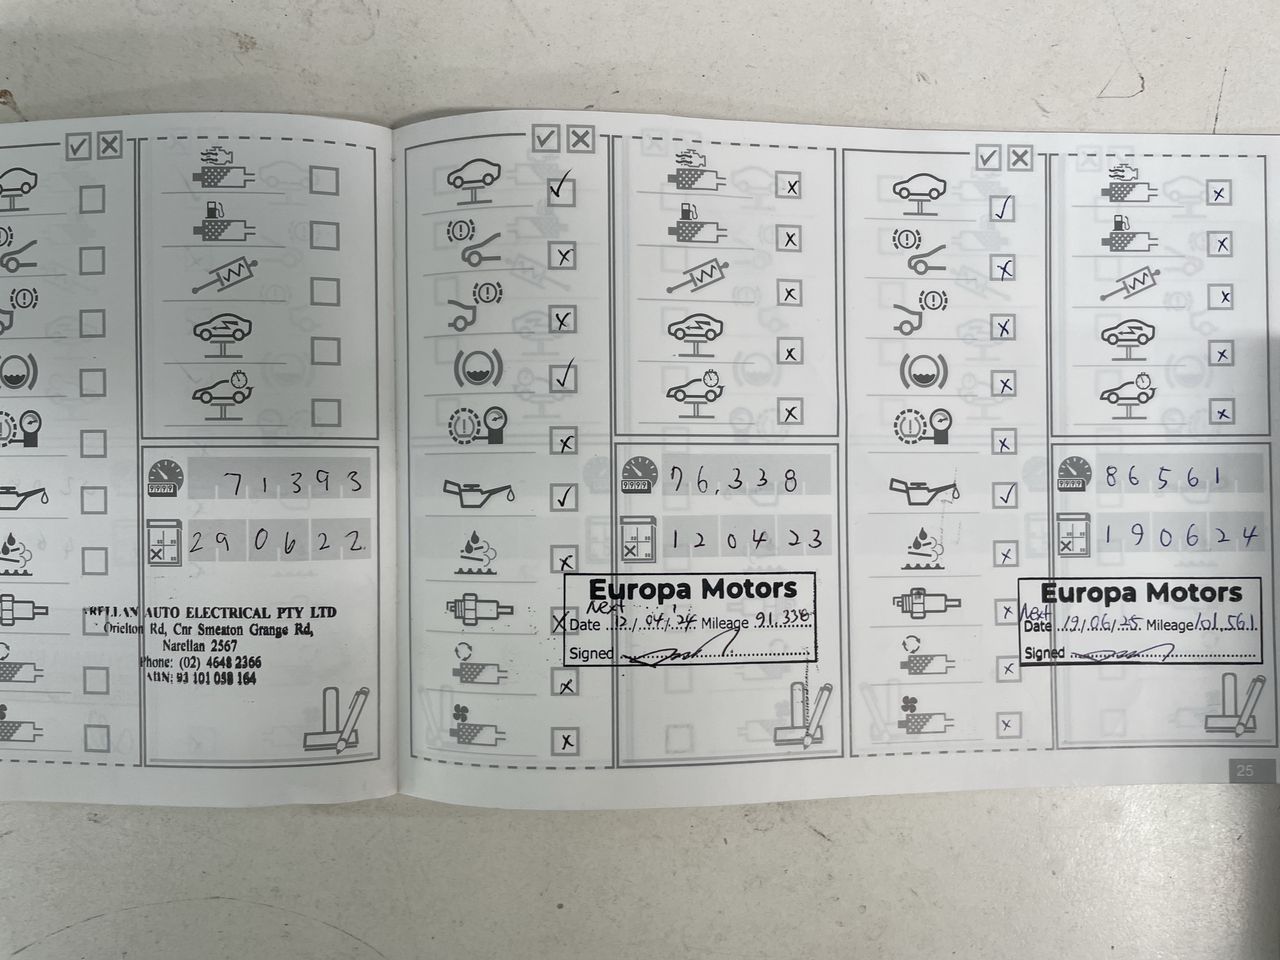 71393
290622
RELLAN AUTO ELECTRICAL PTY LTD
Orielton Rd, Cnr Smeaton Grange Rd,
Narellan 2567
Phone: (02) 4648 2366
ABN: 93 101 058 164
76,338
120423
Europa Motors
Next
Date 12/04/24 Mileage 91,338
Signed
86561
190624
Europa Motors
Next
Date 19/06/25 Mileage 101,561
Signed
25